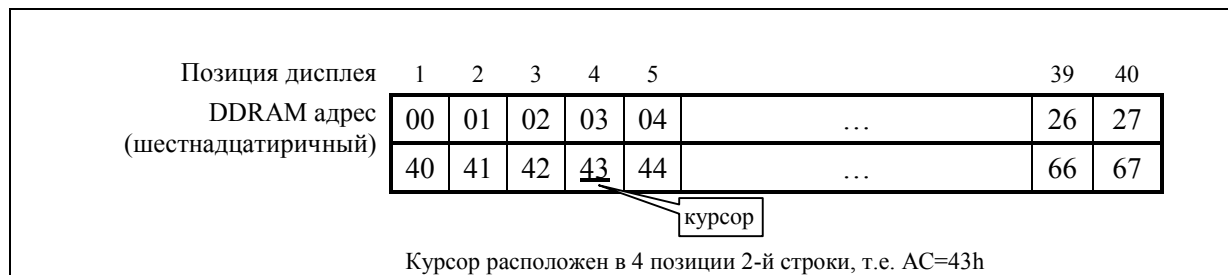 Позиция дисплея 1 2 3 4 5 39 40
DDRAM адрес
(шестнадцатиричный)
00 01 02 03 04 ... 26 27
40 41 42 43 44 ... 66 67
курсор
Курсор расположен в 4 позиции 2-й строки, т.е. AC=43h